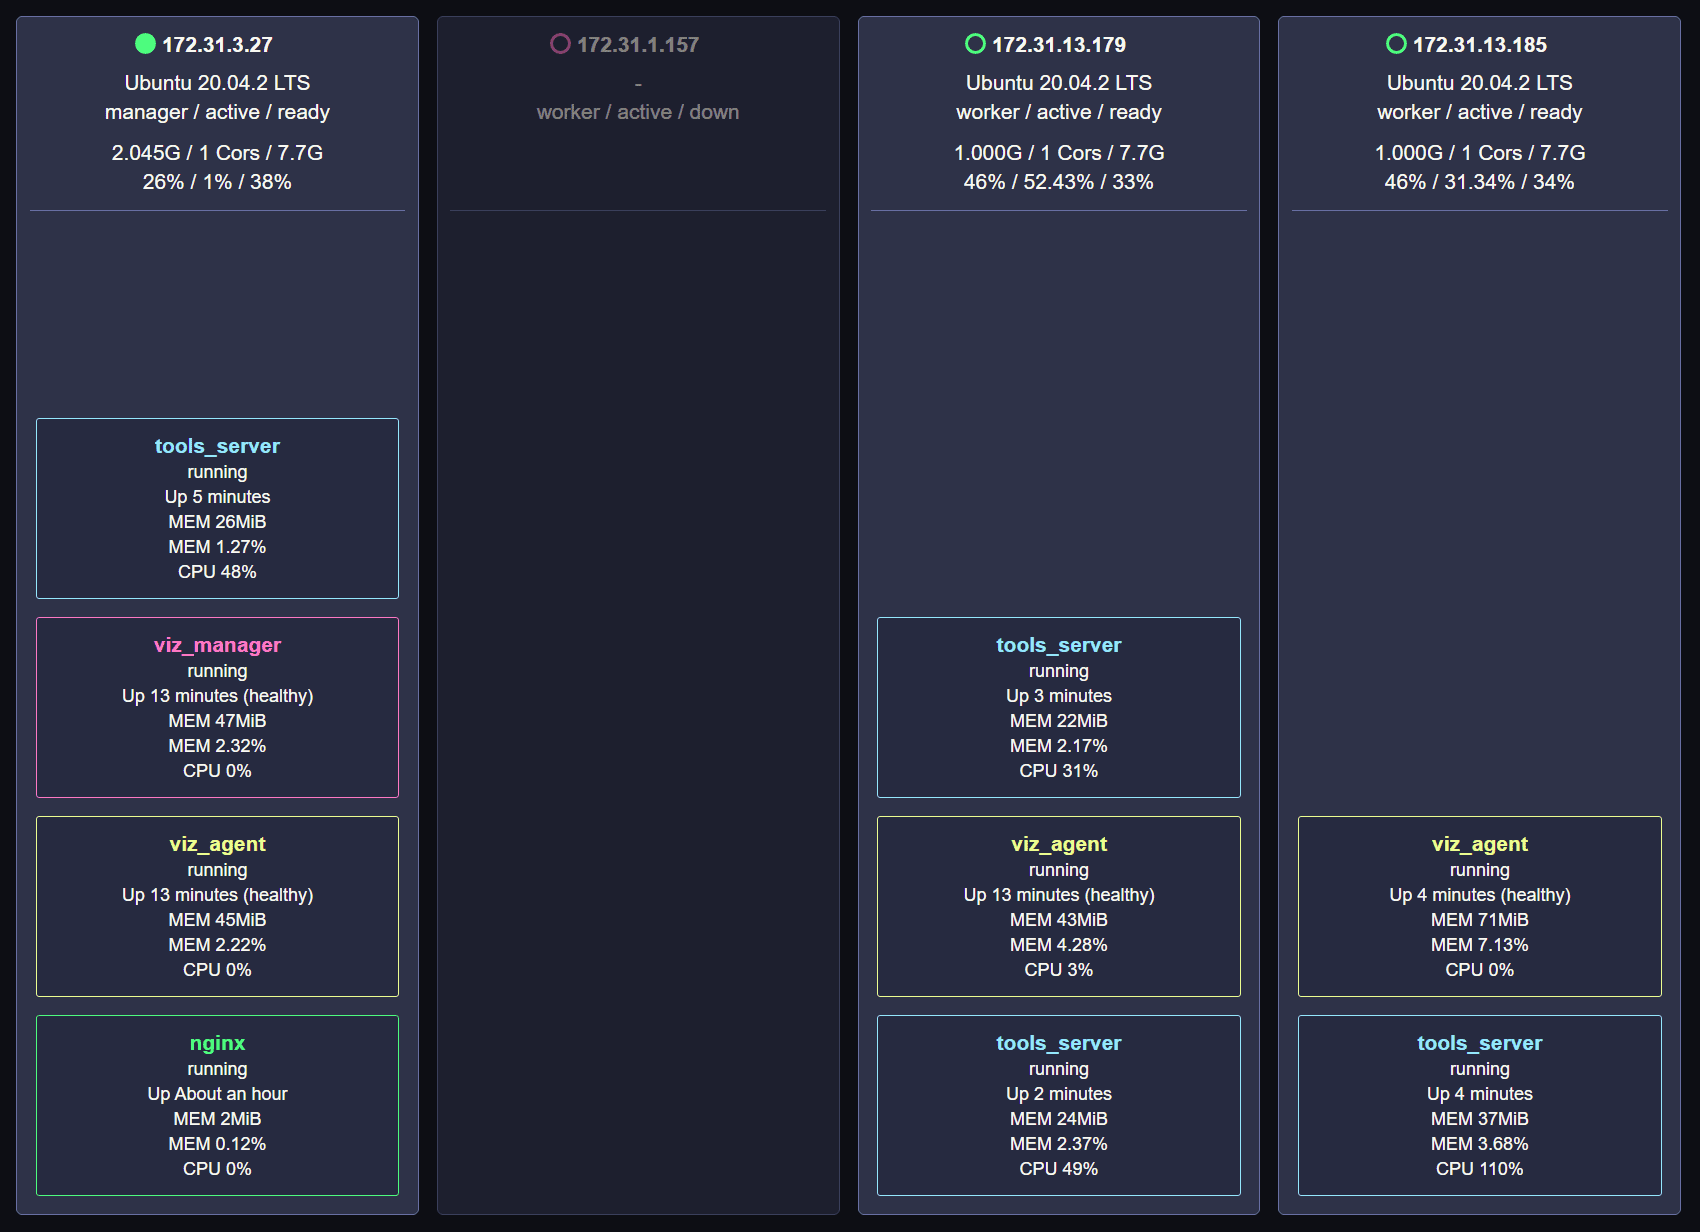 172.31.3.27
Ubuntu 20.04.2 LTS
manager / active / ready
2.045G / 1 Cors / 7.7G
26% / 1% / 38%
tools_server
running
Up 5 minutes
MEM 26MiB
MEM 1.27%
CPU 48%
viz_manager
running
Up 13 minutes (healthy)
MEM 47MiB
MEM 2.32%
CPU 0%
viz_agent
running
Up 13 minutes (healthy)
MEM 45MiB
MEM 2.22%
CPU 0%
nginx
running
Up About an hour
MEM 2MiB
MEM 0.12%
CPU 0%
172.31.1.157
-
worker / active / down
172.31.13.179
Ubuntu 20.04.2 LTS
worker / active / ready
1.000G / 1 Cors / 7.7G
46% / 52.43% / 33%
tools_server
running
Up 3 minutes
MEM 22MiB
MEM 2.17%
CPU 31%
viz_agent
running
Up 13 minutes (healthy)
MEM 43MiB
MEM 4.28%
CPU 3%
tools_server
running
Up 2 minutes
MEM 24MiB
MEM 2.37%
CPU 49%
172.31.13.185
Ubuntu 20.04.2 LTS
worker / active / ready
1.000G / 1 Cors / 7.7G
46% / 31.34% / 34%
viz_agent
running
Up 4 minutes (healthy)
MEM 71MiB
MEM 7.13%
CPU 0%
tools_server
running
Up 4 minutes
MEM 37MiB
MEM 3.68%
CPU 110%